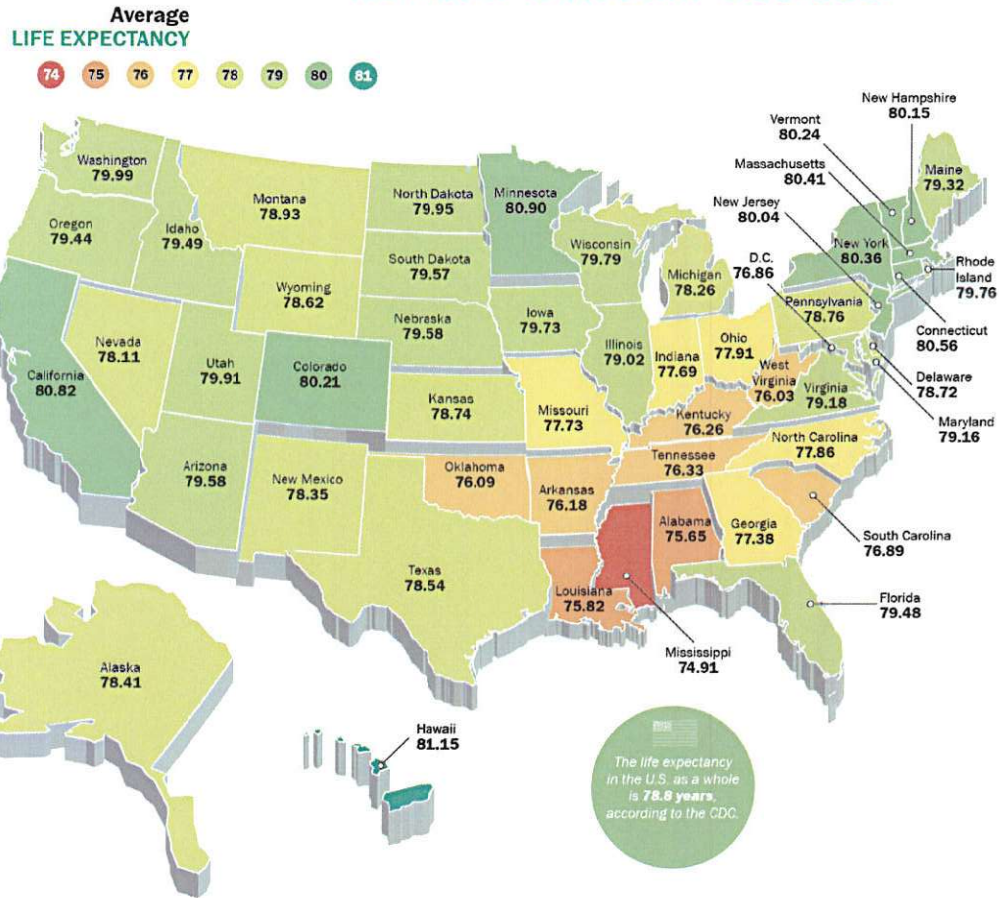 Average
LIFE EXPECTANCY
74 75 76 77 78 79 80 81
New Hampshire
80.15
Vermont
80.24
Massachusetts
80.41
New Jersey
80.04
D.C.
76.86
Washington
79.99
Montana
78.93
North Dakota
79.95
Minnesota
80.90
Maine
79.32
Oregon
79.44
Idaho
79.49
Wisconsin
79.79
New York
80.36
South Dakota
79.57
Michigan
78.26
Rhode
Island
79.76
Wyoming
78.62
Pennsylvania
78.76
Nebraska
79.58
Iowa
79.73
Connecticut
80.56
Nevada
78.11
Illinois
79.02
Indiana
77.69
Ohio
77.91
Utah
79.91
Colorado
80.21
West
Virginia
76.03
California
80.82
Delaware
78.72
Virginia
79.18
Kansas
78.74
Missouri
77.73
Kentucky
76.26
Maryland
79.16
North Carolina
77.86
Tennessee
76.33
Arizona
79.58
New Mexico
78.35
Oklahoma
76.09
Arkansas
76.18
Alabama
75.65
Georgia
77.38
South Carolina
76.89
Texas
78.54
Louisiana
75.82
Florida
79.48
Mississippi
74.91
Alaska
78.41
Hawaii
81.15
The life expectancy
in the U.S. as a whole
is 78.8 years,
according to the CDC.